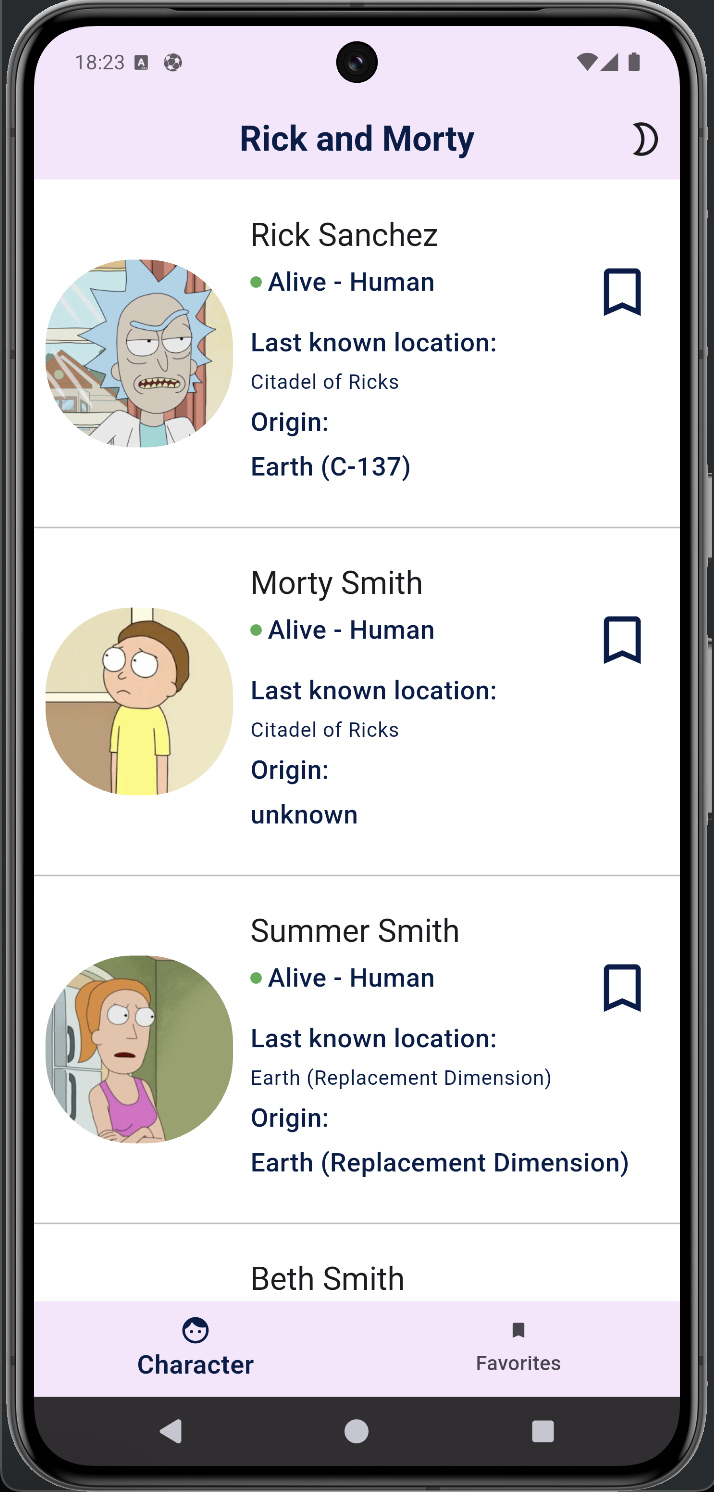 18:23
Rick and Morty
Rick Sanchez
Alive - Human
Last known location:
Citadel of Ricks
Origin:
Earth (C-137)
Morty Smith
Alive - Human
Last known location:
Citadel of Ricks
Origin:
unknown
Summer Smith
Alive - Human
Last known location:
Earth (Replacement Dimension)
Origin:
Earth (Replacement Dimension)
Beth Smith
Character
Favorites